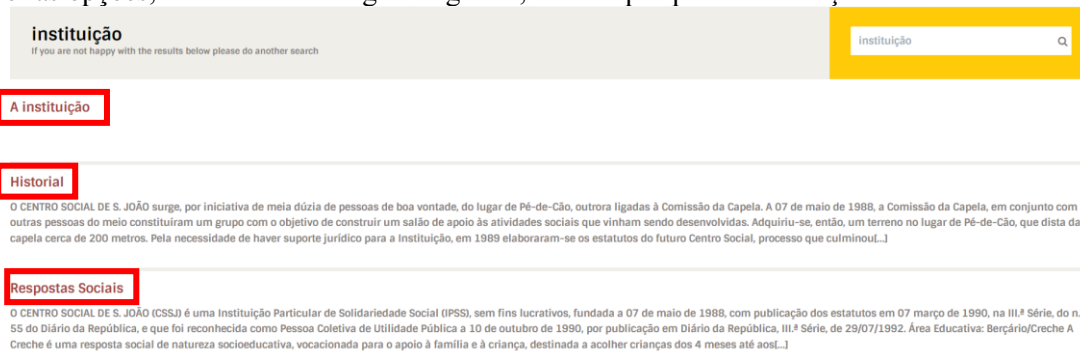 opções,
instituição
If you are not happy with the results below please do another search
instituição
A instituição
Historial
O CENTRO SOCIAL DE S. JOÃO surge, por iniciativa de meia dúzia de pessoas de boa vontade, do lugar de Pé-de-Cão, outrora ligadas à Comissão da Capela. A 07 de maio de 1988, a Comissão da Capela, em conjunto com
outras pessoas do meio constituíram um grupo com o objetivo de construir um salão de apoio às atividades sociais que vinham sendo desenvolvidas. Adquiriu-se, então, um terreno no lugar de Pé-de-Cão, que dista da
capela cerca de 200 metros. Pela necessidade de haver suporte jurídico para a Instituição, em 1989 elaboraram-se os estatutos do futuro Centro Social, processo que culminou[...]
Respostas Sociais
O CENTRO SOCIAL DE S. JOÃO (CSSJ) é uma Instituição Particular de Solidariedade Social (IPSS), sem fins lucrativos, fundada a 07 de maio de 1988, com publicação dos estatutos em 07 março de 1990, na III.ª Série, do n.
55 do Diário da República, e que foi reconhecida como Pessoa Coletiva de Utilidade Pública a 10 de outubro de 1990, por publicação em Diário da República, III.ª Série, de 29/07/1992. Área Educativa: Berçário/Creche A
Creche é uma resposta social de natureza socioeducativa, vocacionada para o apoio à família e à criança, destinada a acolher crianças dos 4 meses até aos[...]